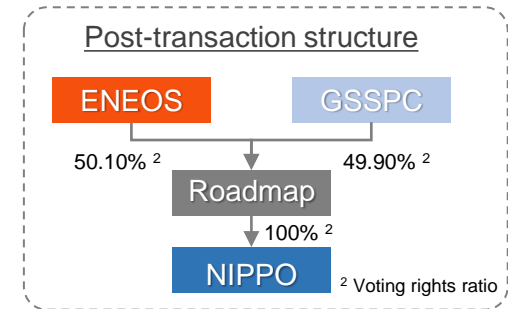 Post-transaction structure
ENEOS GSSPC
50.10% ² 49.90% ²
Roadmap
100% ²
NIPPO
² Voting rights ratio